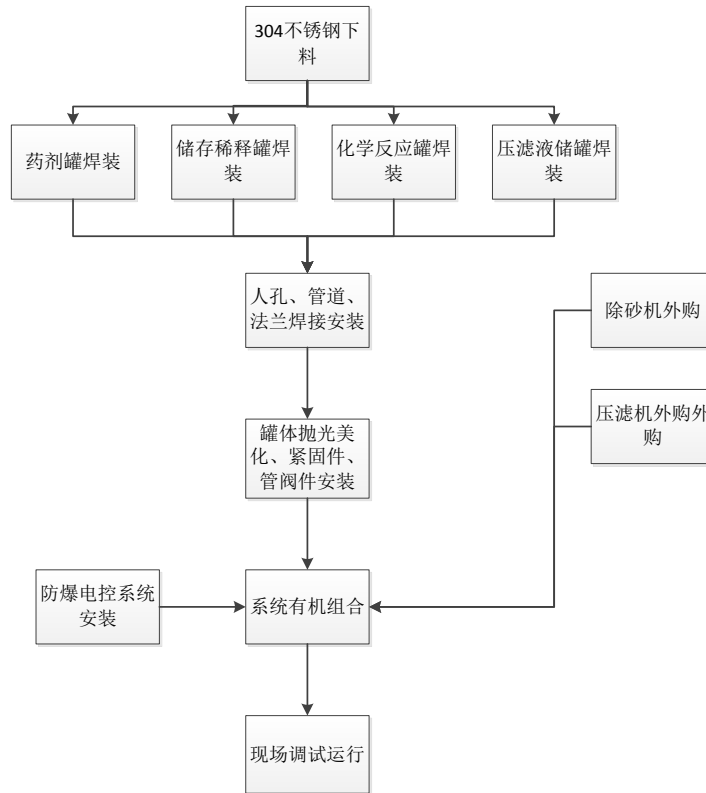 304不锈钢下
料
药剂罐焊装
储存稀释罐焊
装
化学反应罐焊
装
压滤液储罐焊
装
人孔、管道、
法兰焊接安装
除砂机外购
压滤机外购外
购
罐体抛光美
化、紧固件、
管阀件安装
防爆电控系统
安装
系统有机组合
现场调试运行